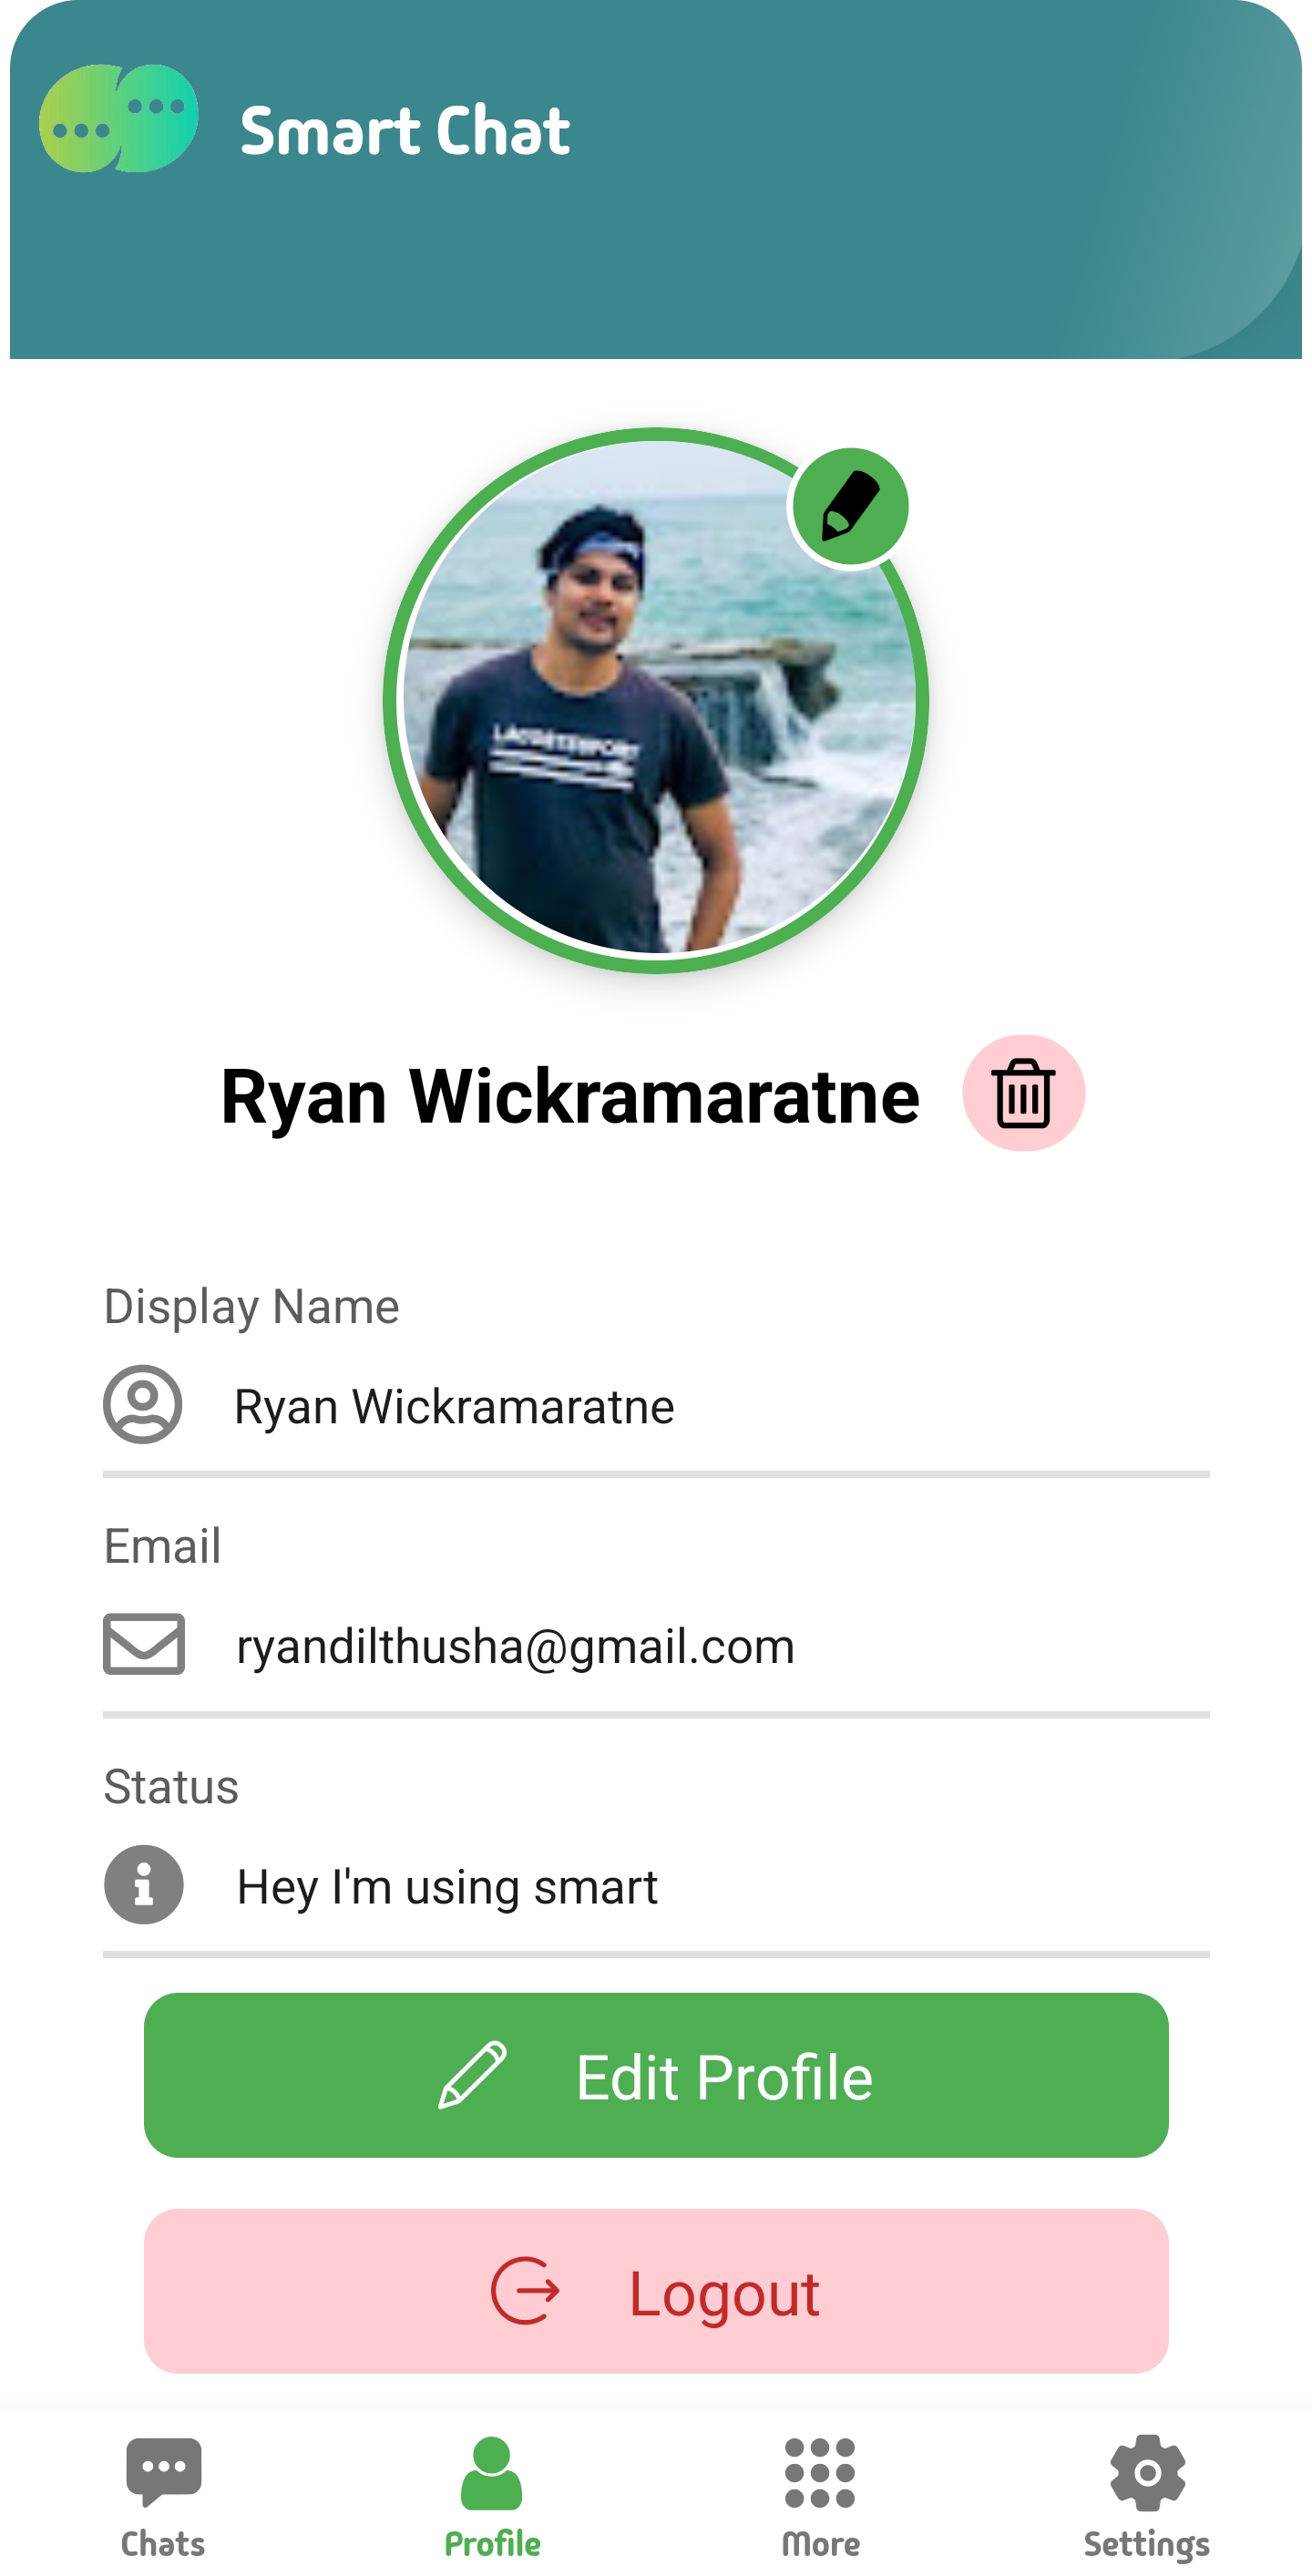 Smart Chat
Ryan Wickramaratne
Display Name
Ryan Wickramaratne
Email
ryandilthusha@gmail.com
Status
Hey I'm using smart
Edit Profile
Logout
Chats
Profile
More
Settings